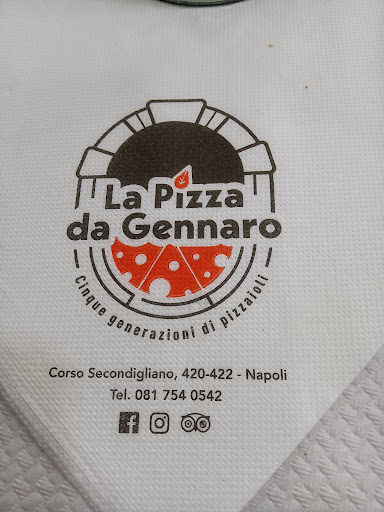 La Pizza
da Gennaro
Cinque generazioni di pizzaioli
Corso Secondigliano, 420-422 - Napoli
Tel. 081 754 0542